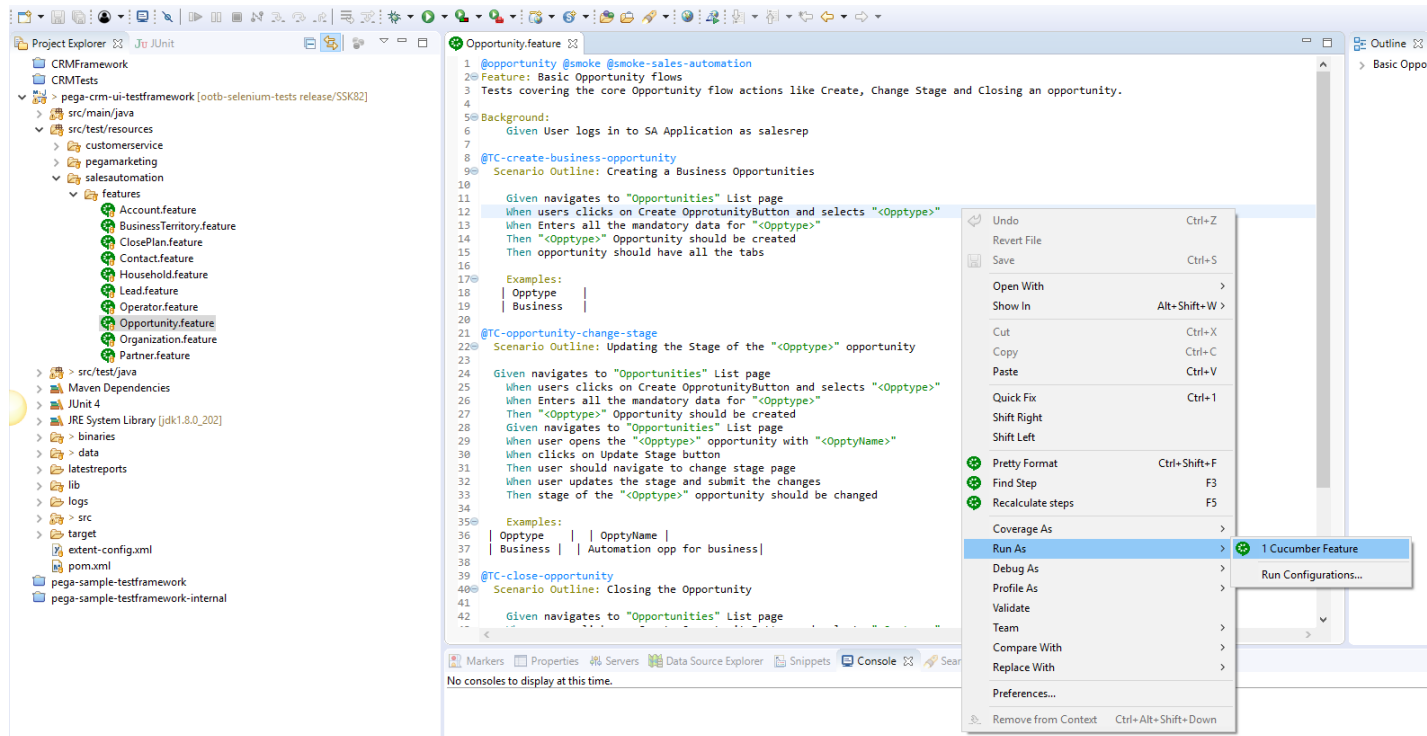 Project Explorer
Ju JUnit
CRMFramework
CRMTests
> pega-crm-ui-testframework [ootb-selenium-tests release/SSK82]
src/main/java
src/test/resources
customerservice
pegamarketing
salesautomation
features
Account.feature
BusinessTerritory.feature
ClosePlan.feature
Contact.feature
Household.feature
Lead.feature
Operator.feature
Opportunity.feature
Organization.feature
Partner.feature
> src/test/java
Maven Dependencies
JUnit 4
JRE System Library [jdk1.8.0_202]
> binaries
> data
latestreports
lib
logs
> src
target
extent-config.xml
pom.xml
pega-sample-testframework
pega-sample-testframework-internal
Opportunity.feature
1 @opportunity @smoke @smoke-sales-automation
2 Feature: Basic Opportunity flows
3 Tests covering the core Opportunity flow actions like Create, Change Stage and Closing an opportunity.
4
5 Background:
6 Given User logs in to SA Application as salesrep
7
8 @TC-create-business-opportunity
9 Scenario Outline: Creating a Business Opportunities
10
11 Given navigates to "Opportunities" List page
12 When users clicks on Create OpprotunityButton and selects "<Opptype>"
13 When Enters all the mandatory data for "<Opptype>"
14 Then "<Opptype>" Opportunity should be created
15 Then opportunity should have all the tabs
16
17 Examples:
18 | Opptype |
19 | Business |
20
21 @TC-opportunity-change-stage
22 Scenario Outline: Updating the Stage of the "<Opptype>" opportunity
23
24 Given navigates to "Opportunities" List page
25 When users clicks on Create OpprotunityButton and selects "<Opptype>"
26 When Enters all the mandatory data for "<Opptype>"
27 Then "<Opptype>" Opportunity should be created
28 Given navigates to "Opportunities" List page
29 When user opens the "<Opptype>" opportunity with "<OpptyName>"
30 When clicks on Update Stage button
31 Then user should navigate to change stage page
32 When user updates the stage and submit the changes
33 Then stage of the "<Opptype>" opportunity should be changed
34
35 Examples:
36 | Opptype | | OpptyName |
37 | Business | | Automation opp for business|
38
39 @TC-close-opportunity
40 Scenario Outline: Closing the Opportunity
41
42 Given navigates to "Opportunities" List page
Undo Ctrl+Z
Revert File
Save Ctrl+S
Open With >
Show In Alt+Shift+W >
Cut Ctrl+X
Copy Ctrl+C
Paste Ctrl+V
Quick Fix Ctrl+1
Shift Right
Shift Left
Pretty Format Ctrl+Shift+F
Find Step F3
Recalculate steps F5
Coverage As >
Run As >
Debug As >
Profile As >
Validate
Team >
Compare With >
Replace With >
Preferences...
Remove from Context Ctrl+Alt+Shift+Down
1 Cucumber Feature
Run Configurations...
Outline
Basic Oppo
Markers
Properties
Servers
Data Source Explorer
Snippets
Console
Sear
No consoles to display at this time.